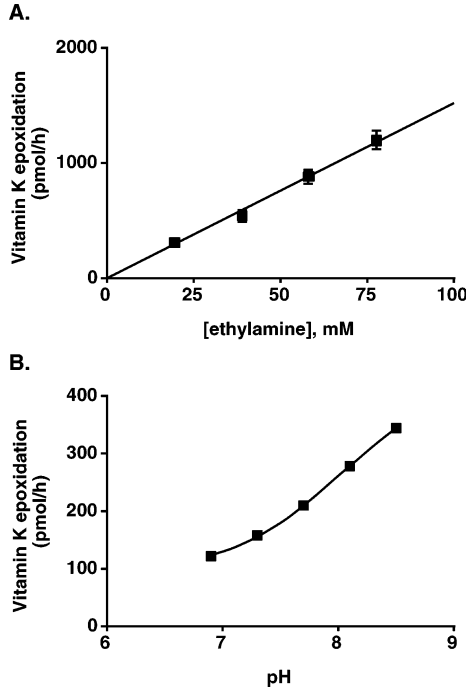 A.
Vitamin K epoxidation
(pmol/h)
2000
1000
0
0 25 50 75 100
[ethylamine], mM
B.
Vitamin K epoxidation
(pmol/h)
400
300
200
100
0
6 7 8 9
pH